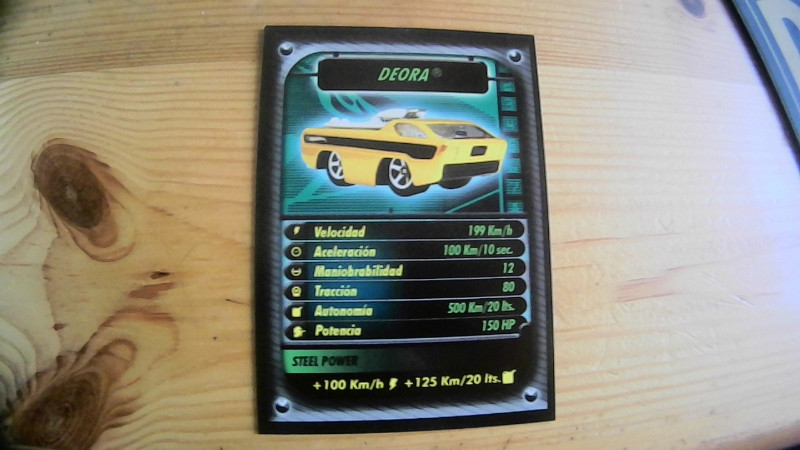 DEORA®
Velocidad 199 Km/h
Aceleración 100 Km/10 sec.
Maniobrabilidad 12
Tracción 80
Autonomía 500 Km/20 lts.
Potencia 150 HP
STEEL POWER
+100 Km/h +125 Km/20 lts.